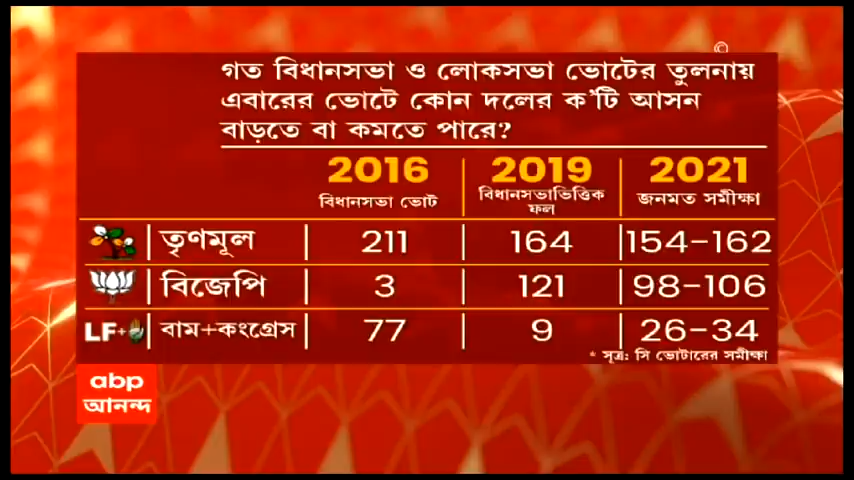 ©
গত বিধানসভা ও লোকসভা ভোটের তুলনায়
এবারের ভোটে কোন দলের ক'টি আসন
বাড়তে বা কমতে পারে?
2016 2019 2021
বিধানসভা ভোট বিধানসভাভিত্তিক ফল জনমত সমীক্ষা
তৃণমূল 211 164 154-162
বিজেপি 3 121 98-106
LF+ বাম+কংগ্রেস 77 9 26-34
* সূত্র: সি ভোটারের সমীক্ষা
abp
আনন্দ